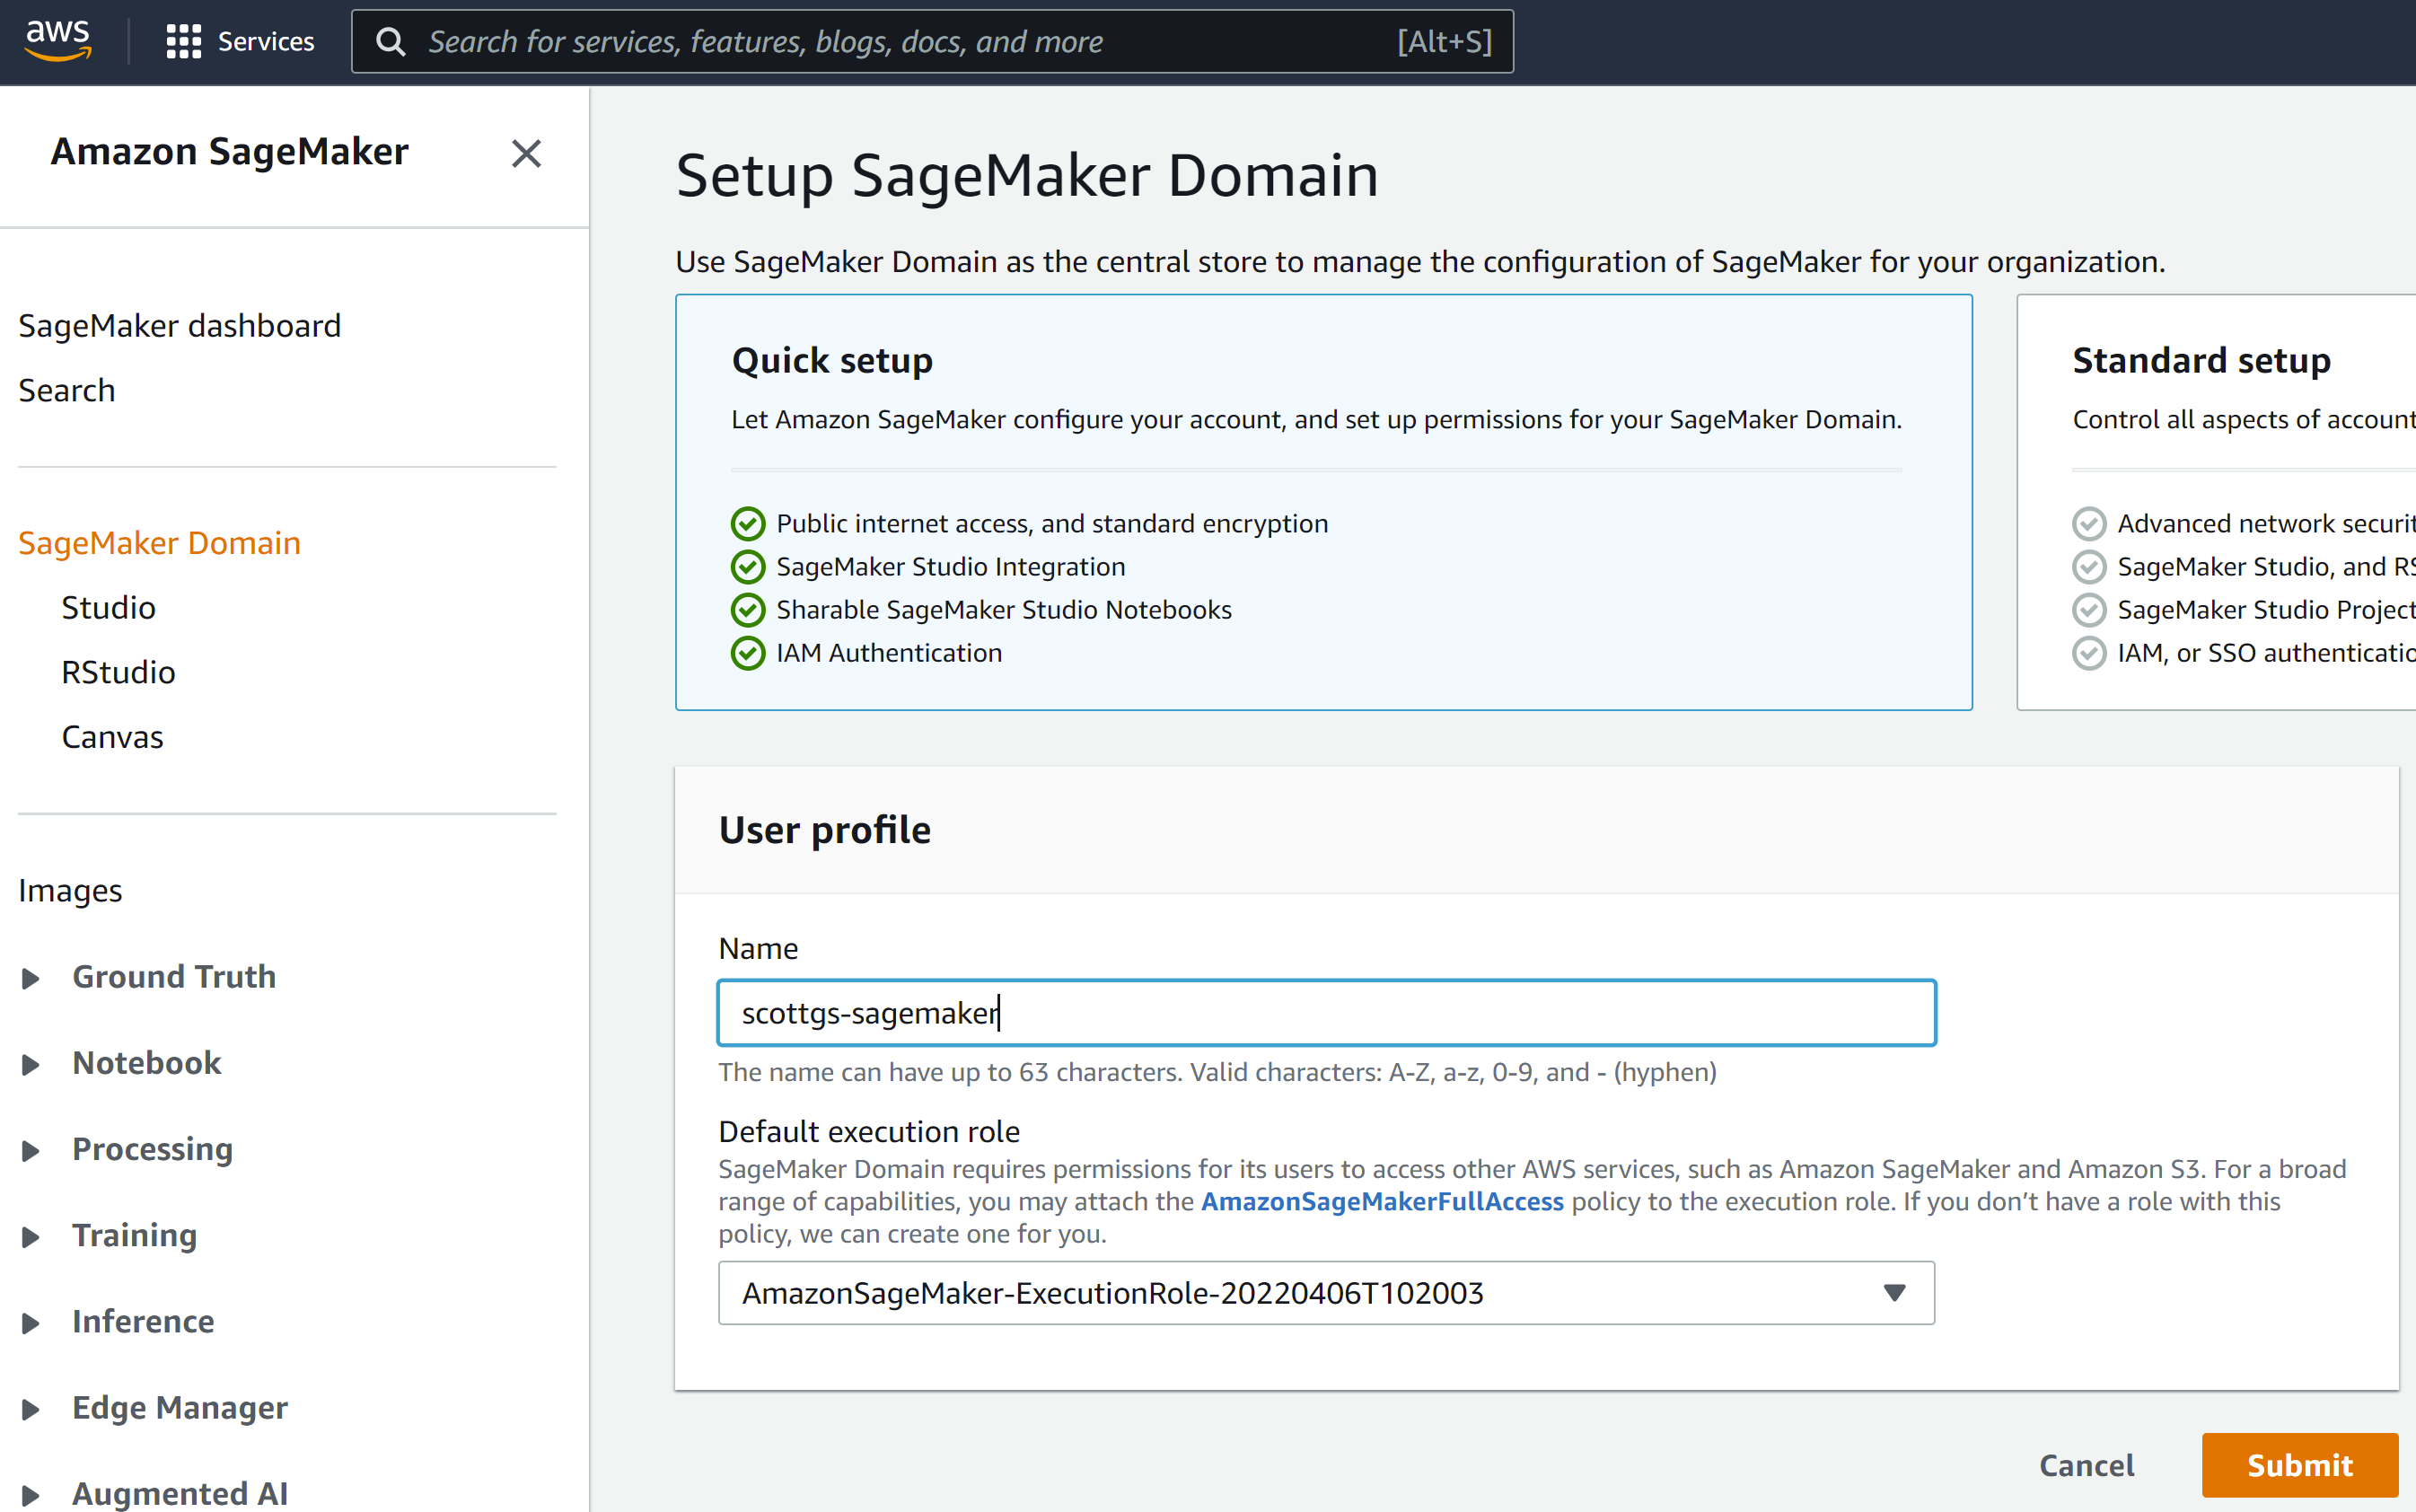 aws
Services
Search for services, features, blogs, docs, and more
[Alt+S]
Amazon SageMaker
SageMaker dashboard
Search
SageMaker Domain
Studio
RStudio
Canvas
Images
Ground Truth
Notebook
Processing
Training
Inference
Edge Manager
Augmented AI
Setup SageMaker Domain
Use SageMaker Domain as the central store to manage the configuration of SageMaker for your organization.
Quick setup
Let Amazon SageMaker configure your account, and set up permissions for your SageMaker Domain.
Public internet access, and standard encryption
SageMaker Studio Integration
Sharable SageMaker Studio Notebooks
IAM Authentication
Standard setup
Control all aspects of account
Advanced network securit
SageMaker Studio, and RS
SageMaker Studio Project
IAM, or SSO authenticatio
User profile
Name
scottgs-sagemaker
The name can have up to 63 characters. Valid characters: A-Z, a-z, 0-9, and - (hyphen)
Default execution role
SageMaker Domain requires permissions for its users to access other AWS services, such as Amazon SageMaker and Amazon S3. For a broad
range of capabilities, you may attach the AmazonSageMakerFullAccess policy to the execution role. If you don’t have a role with this
policy, we can create one for you.
AmazonSageMaker-ExecutionRole-20220406T102003
Cancel
Submit